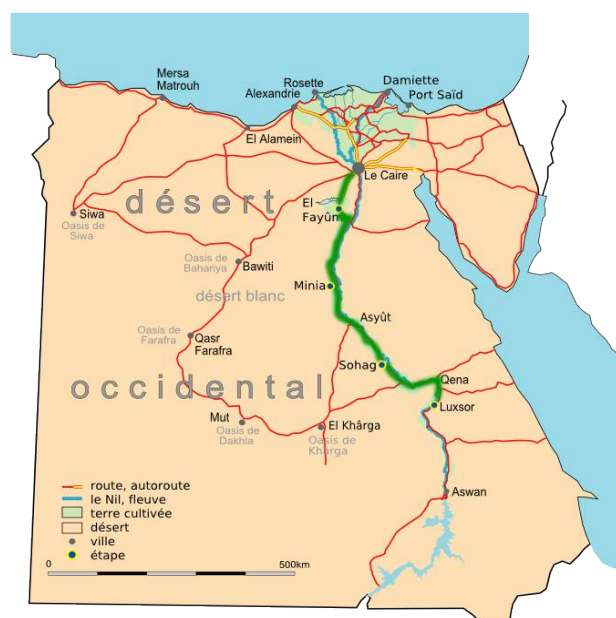 Mersa
Matrouh
Rosette
Alexandrie
Damiette
Port Saïd
El Alamein
Le Caire
désert
El
Fayûn
Siwa
Oasis de
Siwa
Oasis de
Bahariya
Bawiti
Minia
désert blanc
Asyût
Oasis de
Farafra
Qasr
Farafra
Sohag
Qena
occidental
Luxsor
Mut
Oasis de
Dakhla
El Khârga
Oasis de
Kharga
route, autoroute
le Nil, fleuve
terre cultivée
désert
ville
étape
Aswan
0
500km